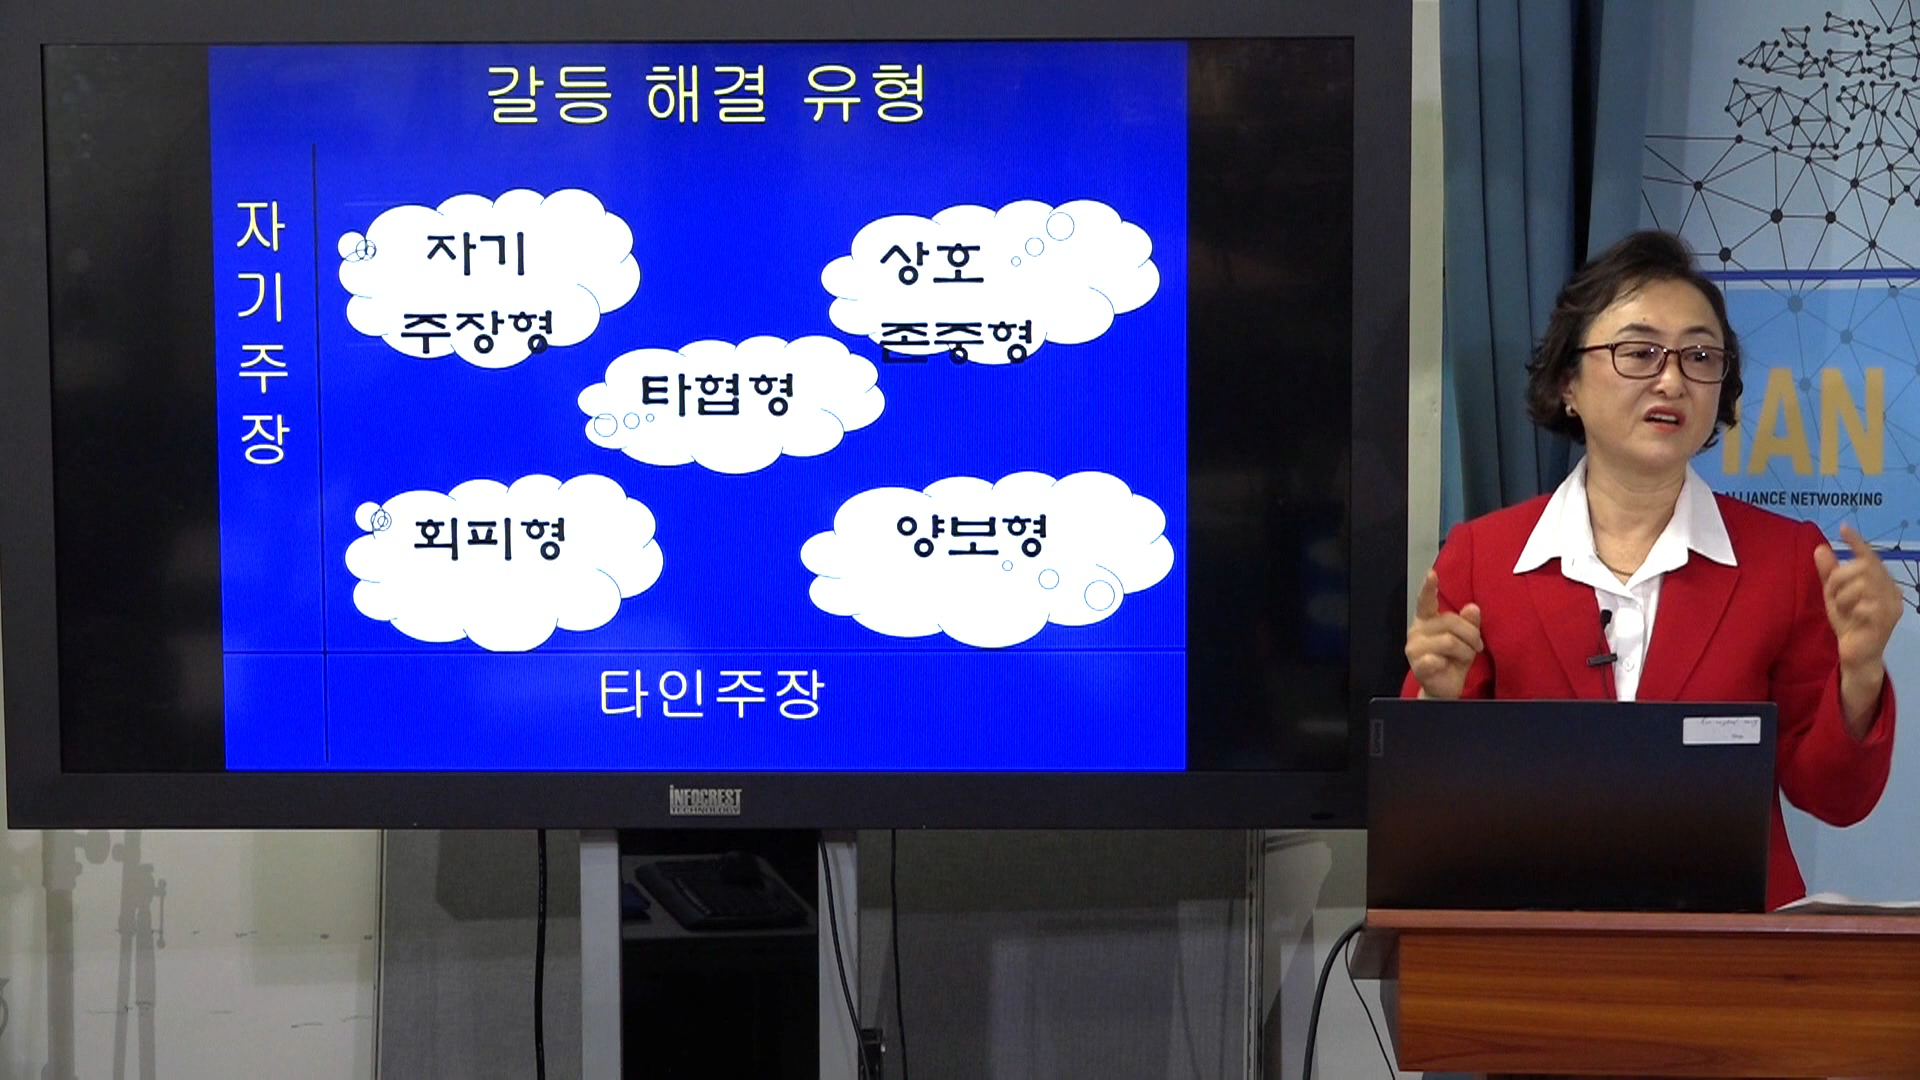 갈등 해결 유형
자기주장
자기
주장형
상호
존중형
타협형
회피형
양보형
타인주장
INFOCREST
TECHNOLOGY
IAN
ALLIANCE NETWORKING